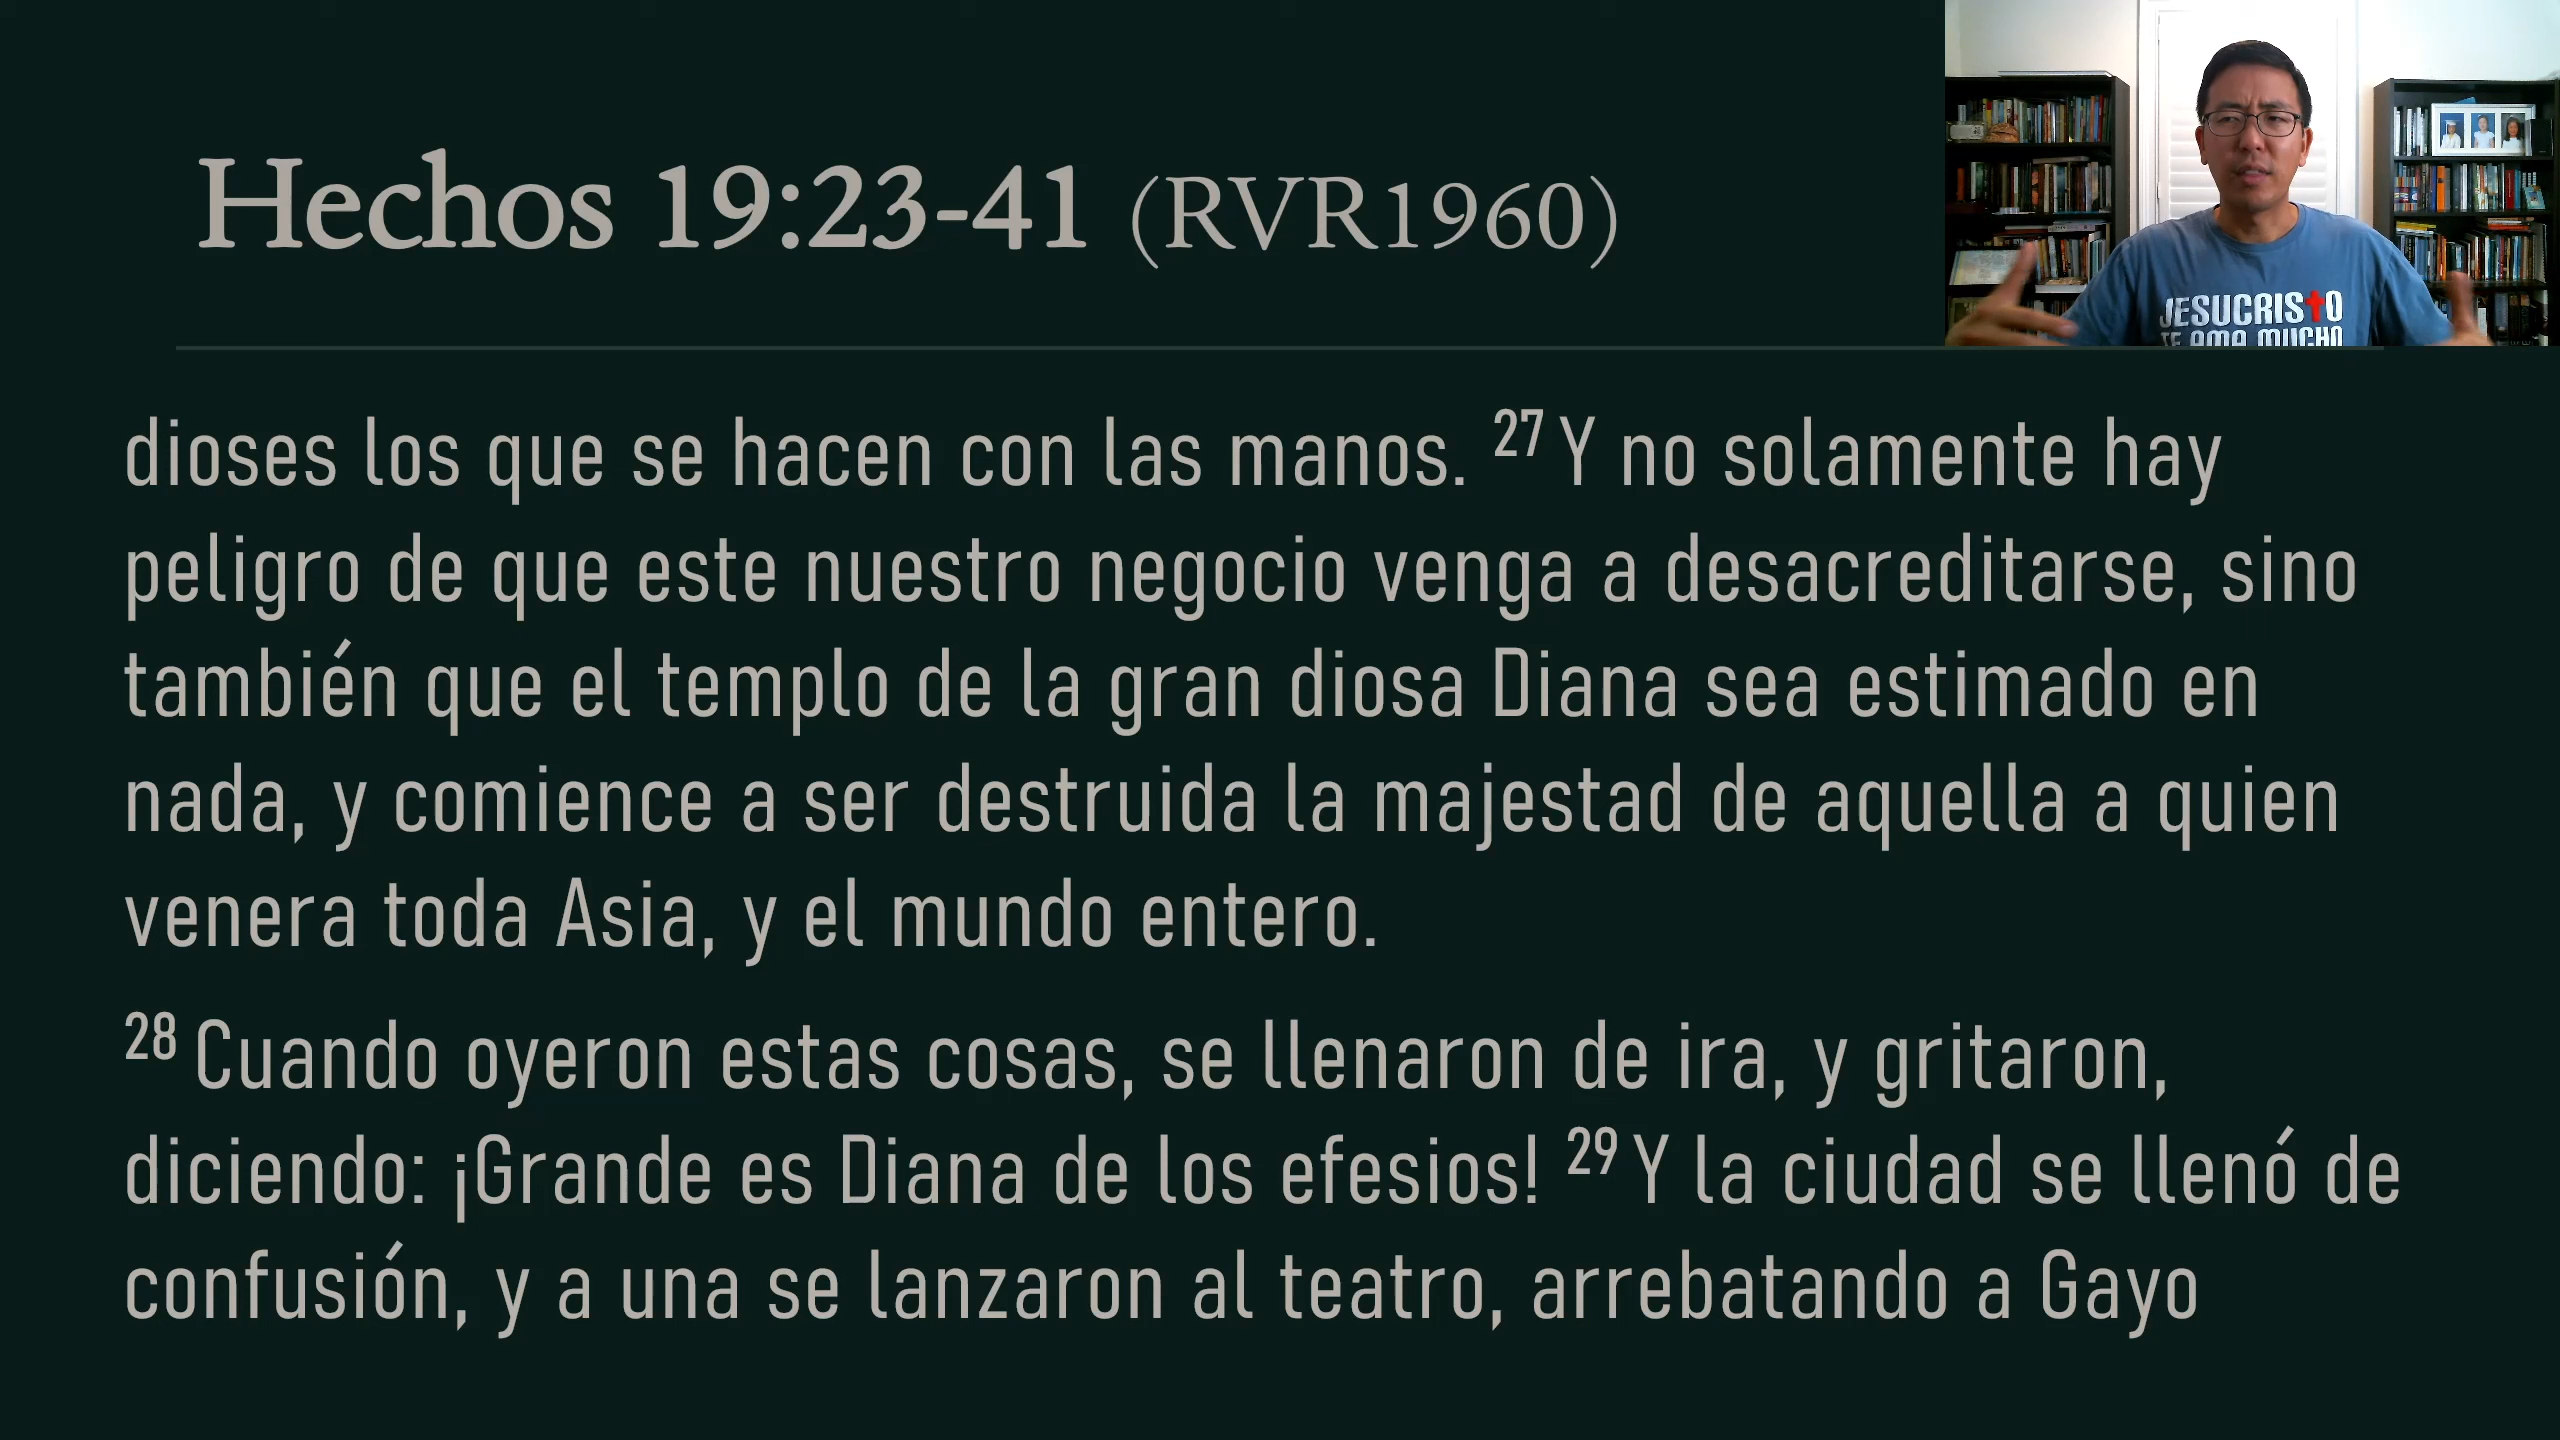 Hechos 19:23-41 (RVR1960)
JESUCRISTO
TE AMA MUCHO
dioses los que se hacen con las manos. 27 Y no solamente hay
peligro de que este nuestro negocio venga a desacreditarse, sino
también que el templo de la gran diosa Diana sea estimado en
nada, y comience a ser destruida la majestad de aquella a quien
venera toda Asia, y el mundo entero.
28 Cuando oyeron estas cosas, se llenaron de ira, y gritaron,
diciendo: ¡Grande es Diana de los efesios! 29 Y la ciudad se llenó de
confusión, y a una se lanzaron al teatro, arrebatando a Gayo